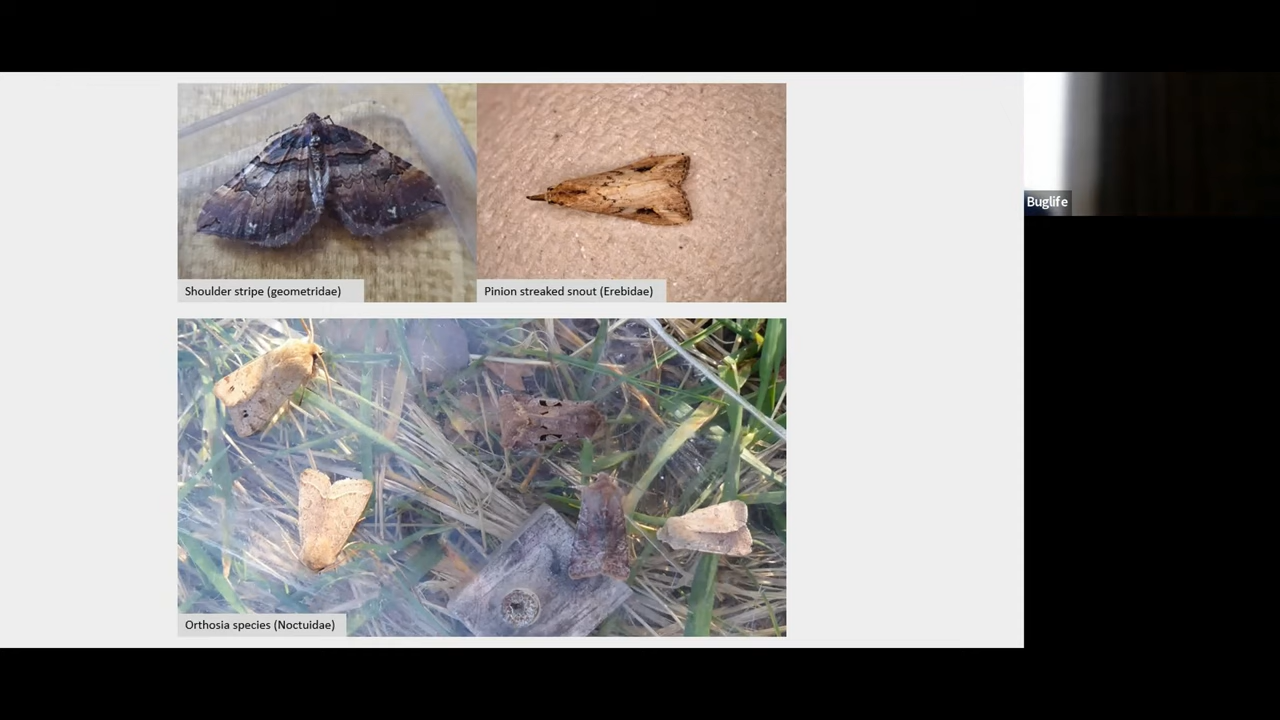 Shoulder stripe (geometridae)
Pinion streaked snout (Erebidae)
Buglife
Orthosia species (Noctuidae)